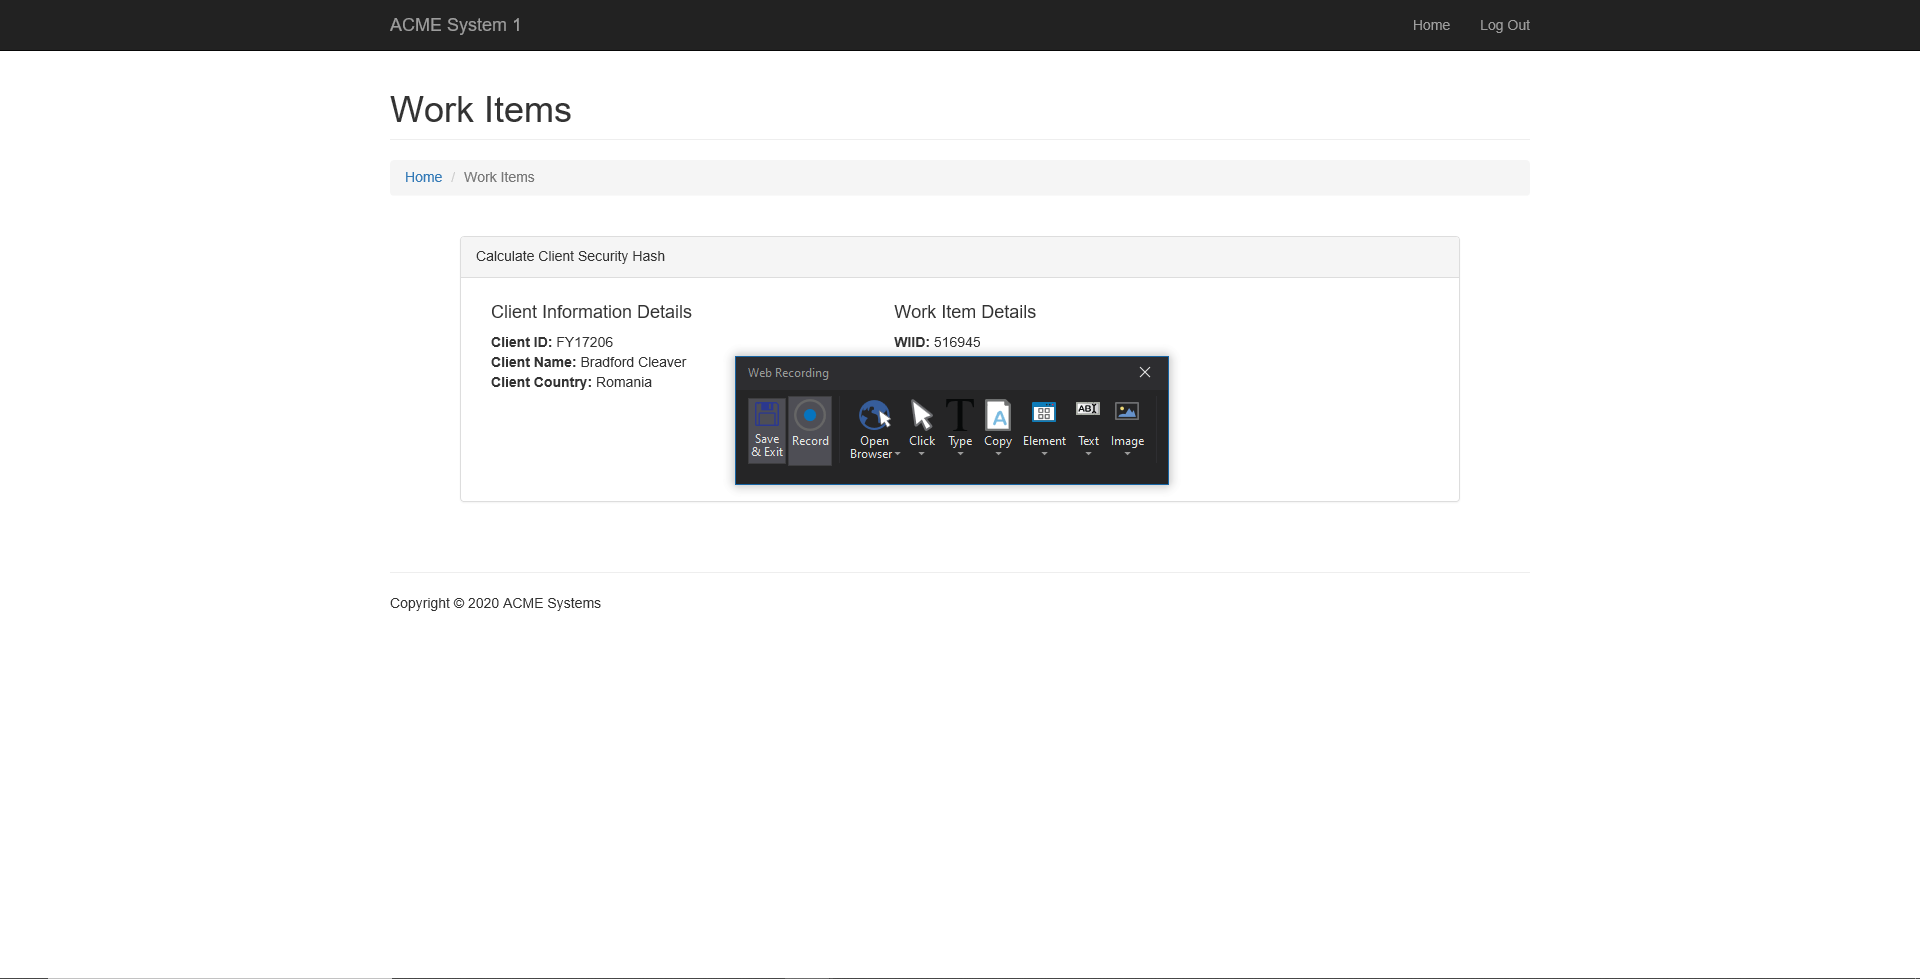 ACME System 1
Home
Log Out
Work Items
Home / Work Items
Calculate Client Security Hash
Client Information Details
Client ID: FY17206
Client Name: Bradford Cleaver
Client Country: Romania
Work Item Details
WIID: 516945
Web Recording
Save
& Exit
Record
Open
Browser
Click
Type
Copy
Element
Text
Image
Copyright © 2020 ACME Systems